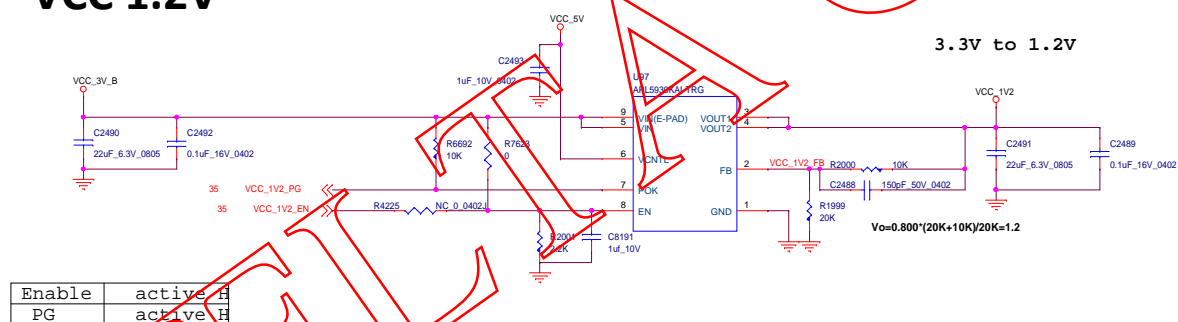 VCC 1.2V
VCC_5V
3.3V to 1.2V
C2493
1uF_10V_0402
U97
VCC_3V_B
VCC_1V2
9
5
6
7
8
VIN(E-PAD)
VIN
VCNTL
POK
EN
VOUT1
VOUT2
FB
GND
3
4
2
1
C2490
22uF_6.3V_0805
C2492
0.1uF_16V_0402
R6692
10K
0
VCC_1V2_FB
R2000
10K
C2488
150pF_50V_0402
R1999
20K
C2491
22uF_6.3V_0805
C2489
0.1uF_16V_0402
35
VCC_1V2_PG
35
VCC_1V2_EN
R4225
NC_0_0402
C8191
1uf_10V
Vo=0.800*(20K+10K)/20K=1.2
Enable active H
PG active H